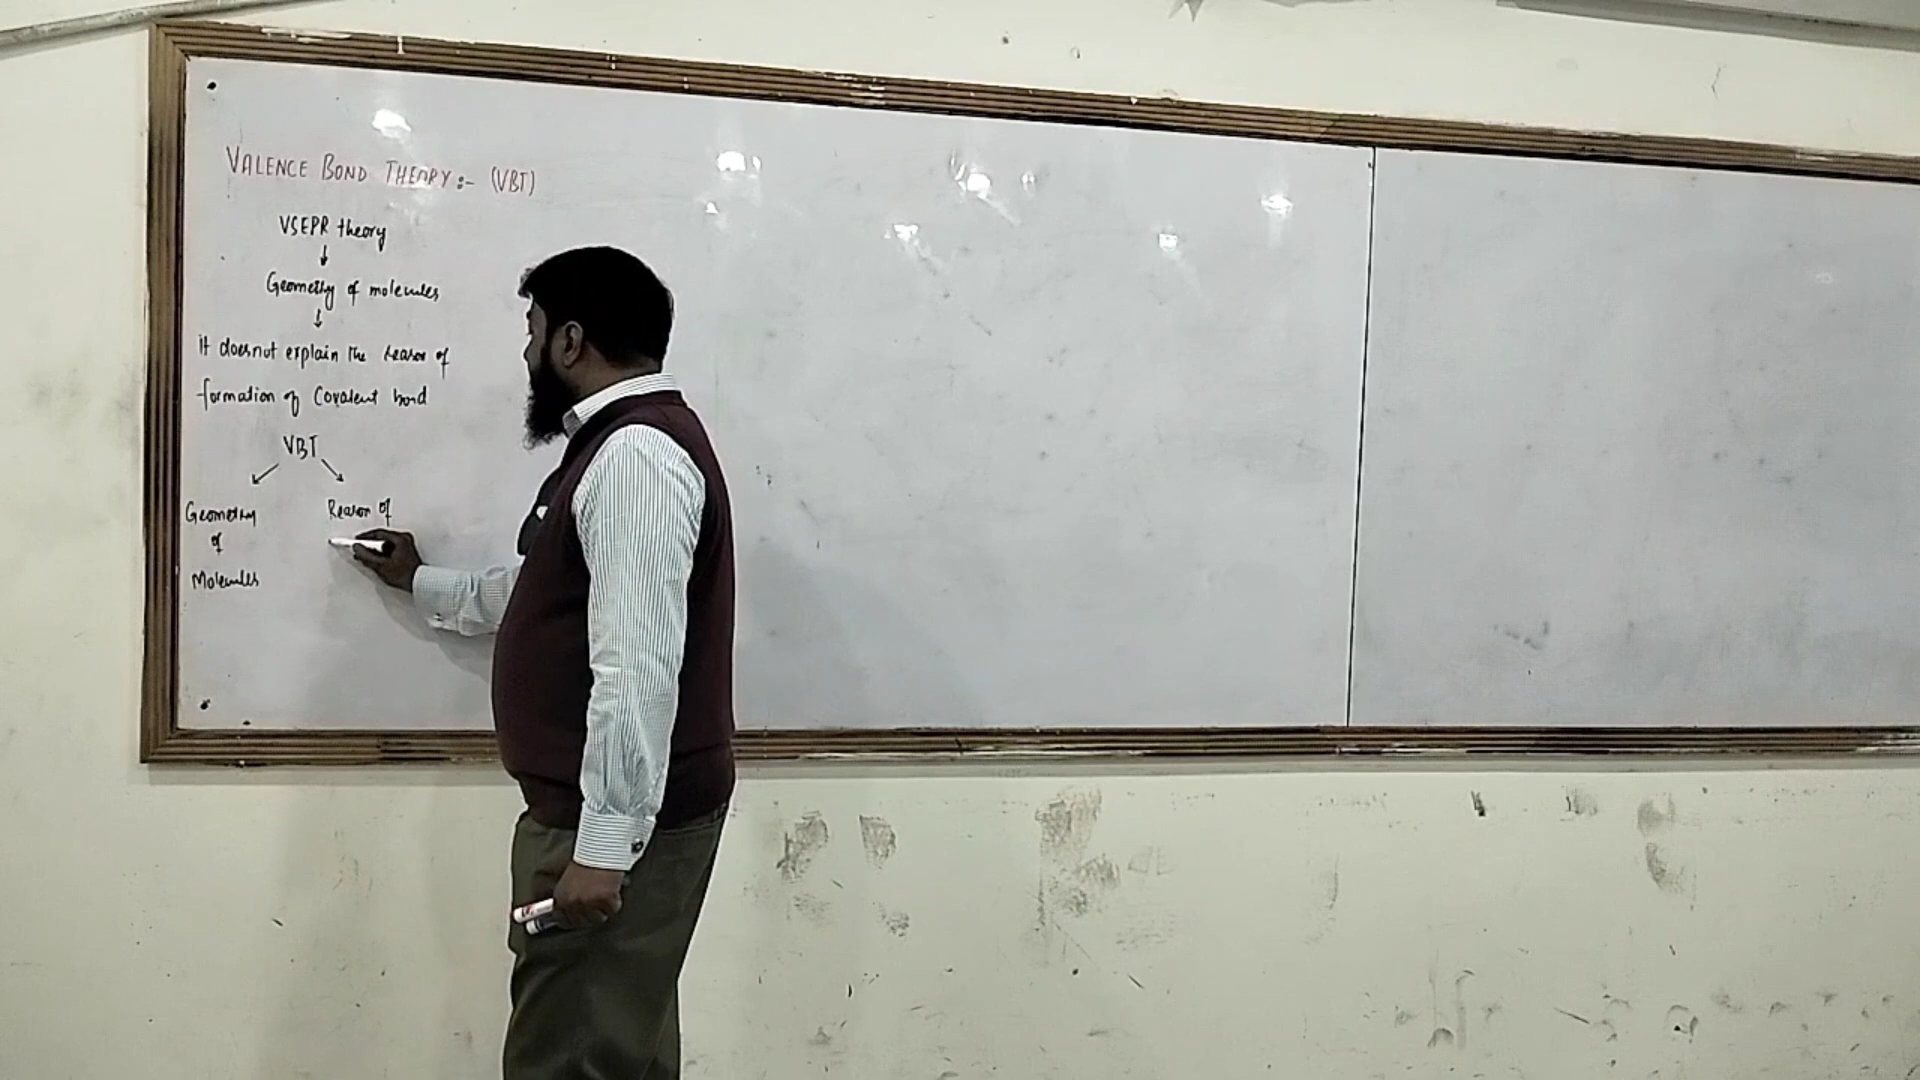 VALENCE BOND THEORY :- (VBT)
VSEPR theory
↓
Geometry of molecules
↓
it doesnot explain the reason of
formation of Covalent bond
VBT
Geometry
of
Molecules
Reason of